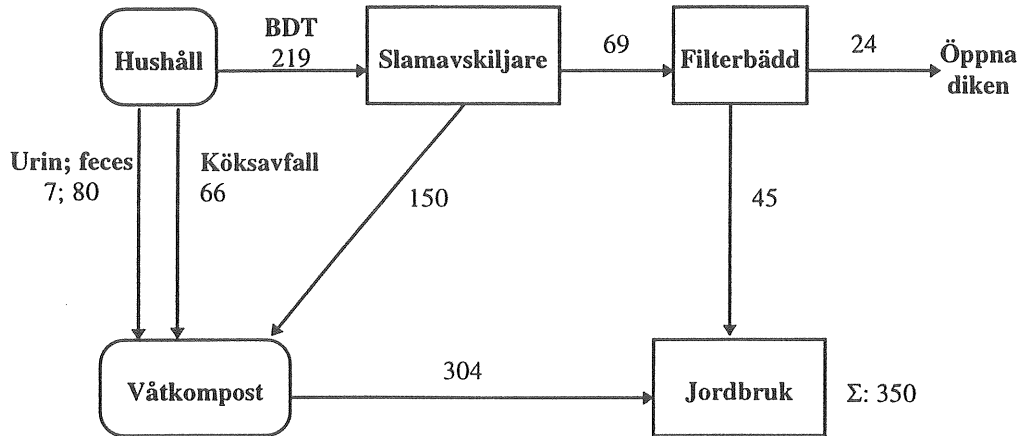 BDT
219
Hushåll
Slamavskiljare
69
Filterbädd
24
Öppna
diken
Urin; feces
7; 80
Köksavfall
66
150
45
Våtkompost
304
Jordbruk
Σ: 350